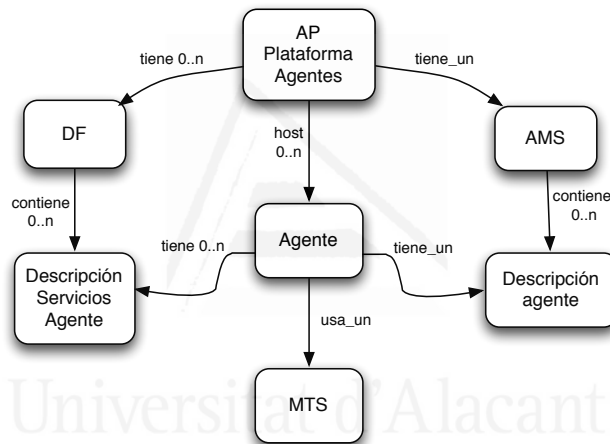 AP
Plataforma
Agentes
tiene 0..n
tiene_un
DF
host
0..n
AMS
contiene
0..n
contiene
0..n
Agente
tiene 0..n
tiene_un
Descripción
Servicios
Agente
Descripción
agente
usa_un
MTS
Universitat d'Alacant